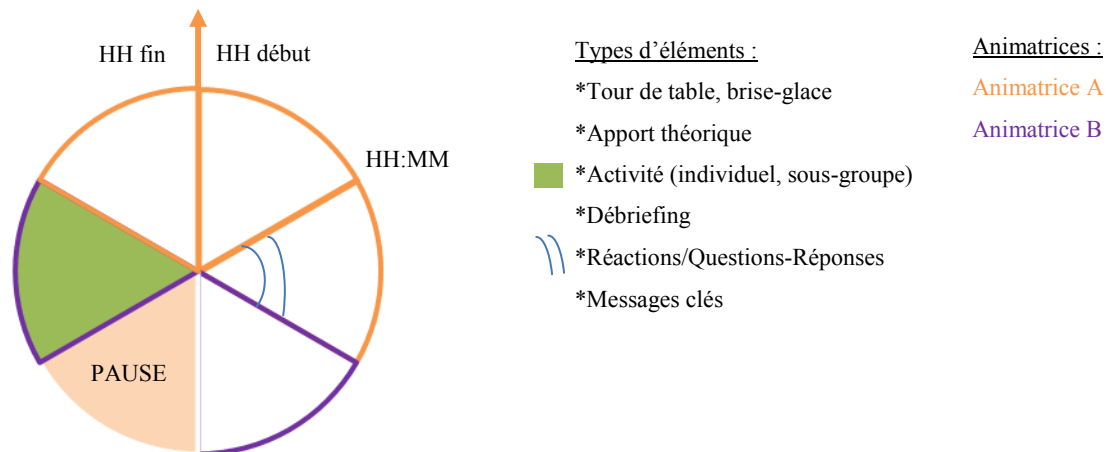 HH fin
HH début
HH:MM
PAUSE
Types d’éléments :
*Tour de table, brise-glace
*Apport théorique
*Activité (individuel, sous-groupe)
*Débriefing
*Réactions/Questions-Réponses
*Messages clés
Animatrices :
Animatrice A
Animatrice B